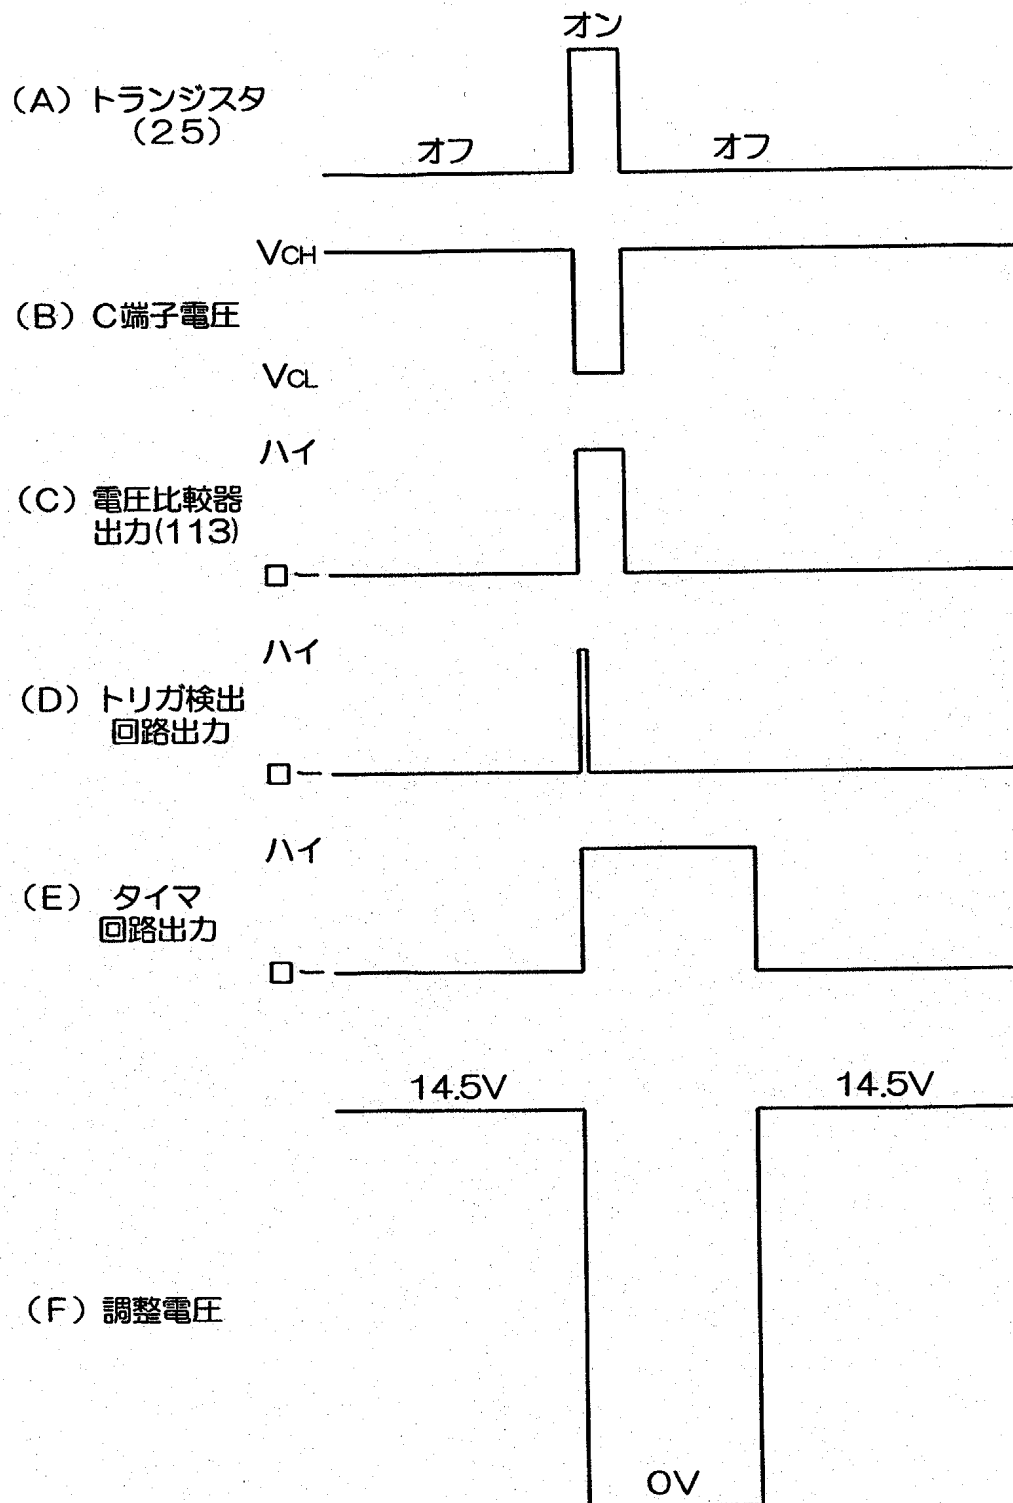 オン
(A) トランジスタ
(25)
オフ
オフ
VCH
(B) C端子電圧
VCL
ハイ
(C) 電圧比較器
出力(113)
ロー
ハイ
(D) トリガ検出
回路出力
ロー
ハイ
(E) タイマ
回路出力
ロー
14.5V
14.5V
(F) 調整電圧
0V